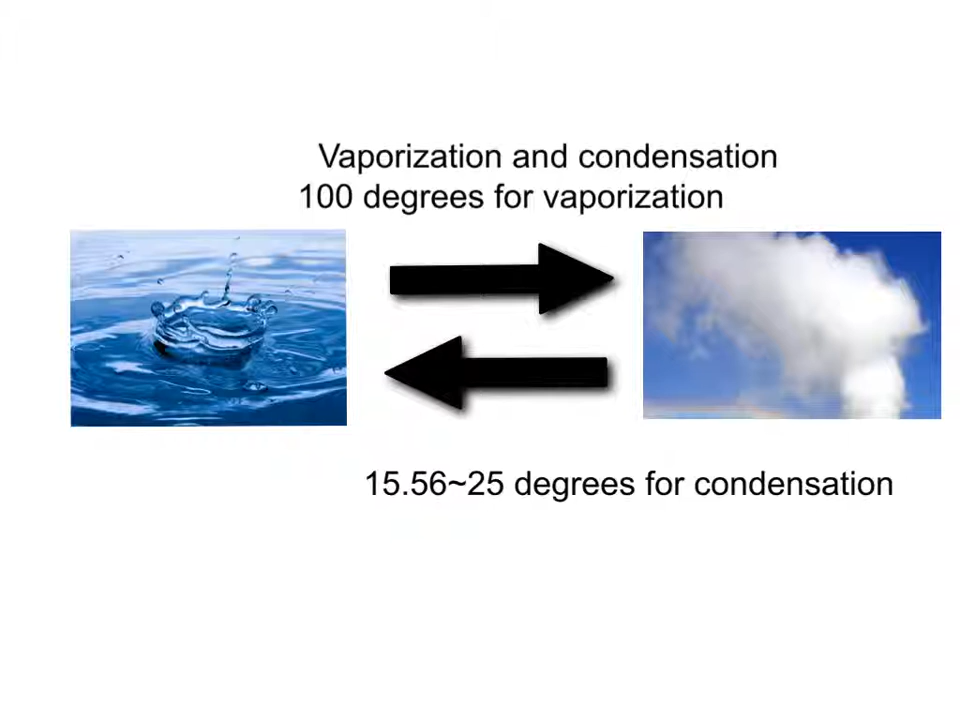 Vaporization and condensation
100 degrees for vaporization
15.56~25 degrees for condensation